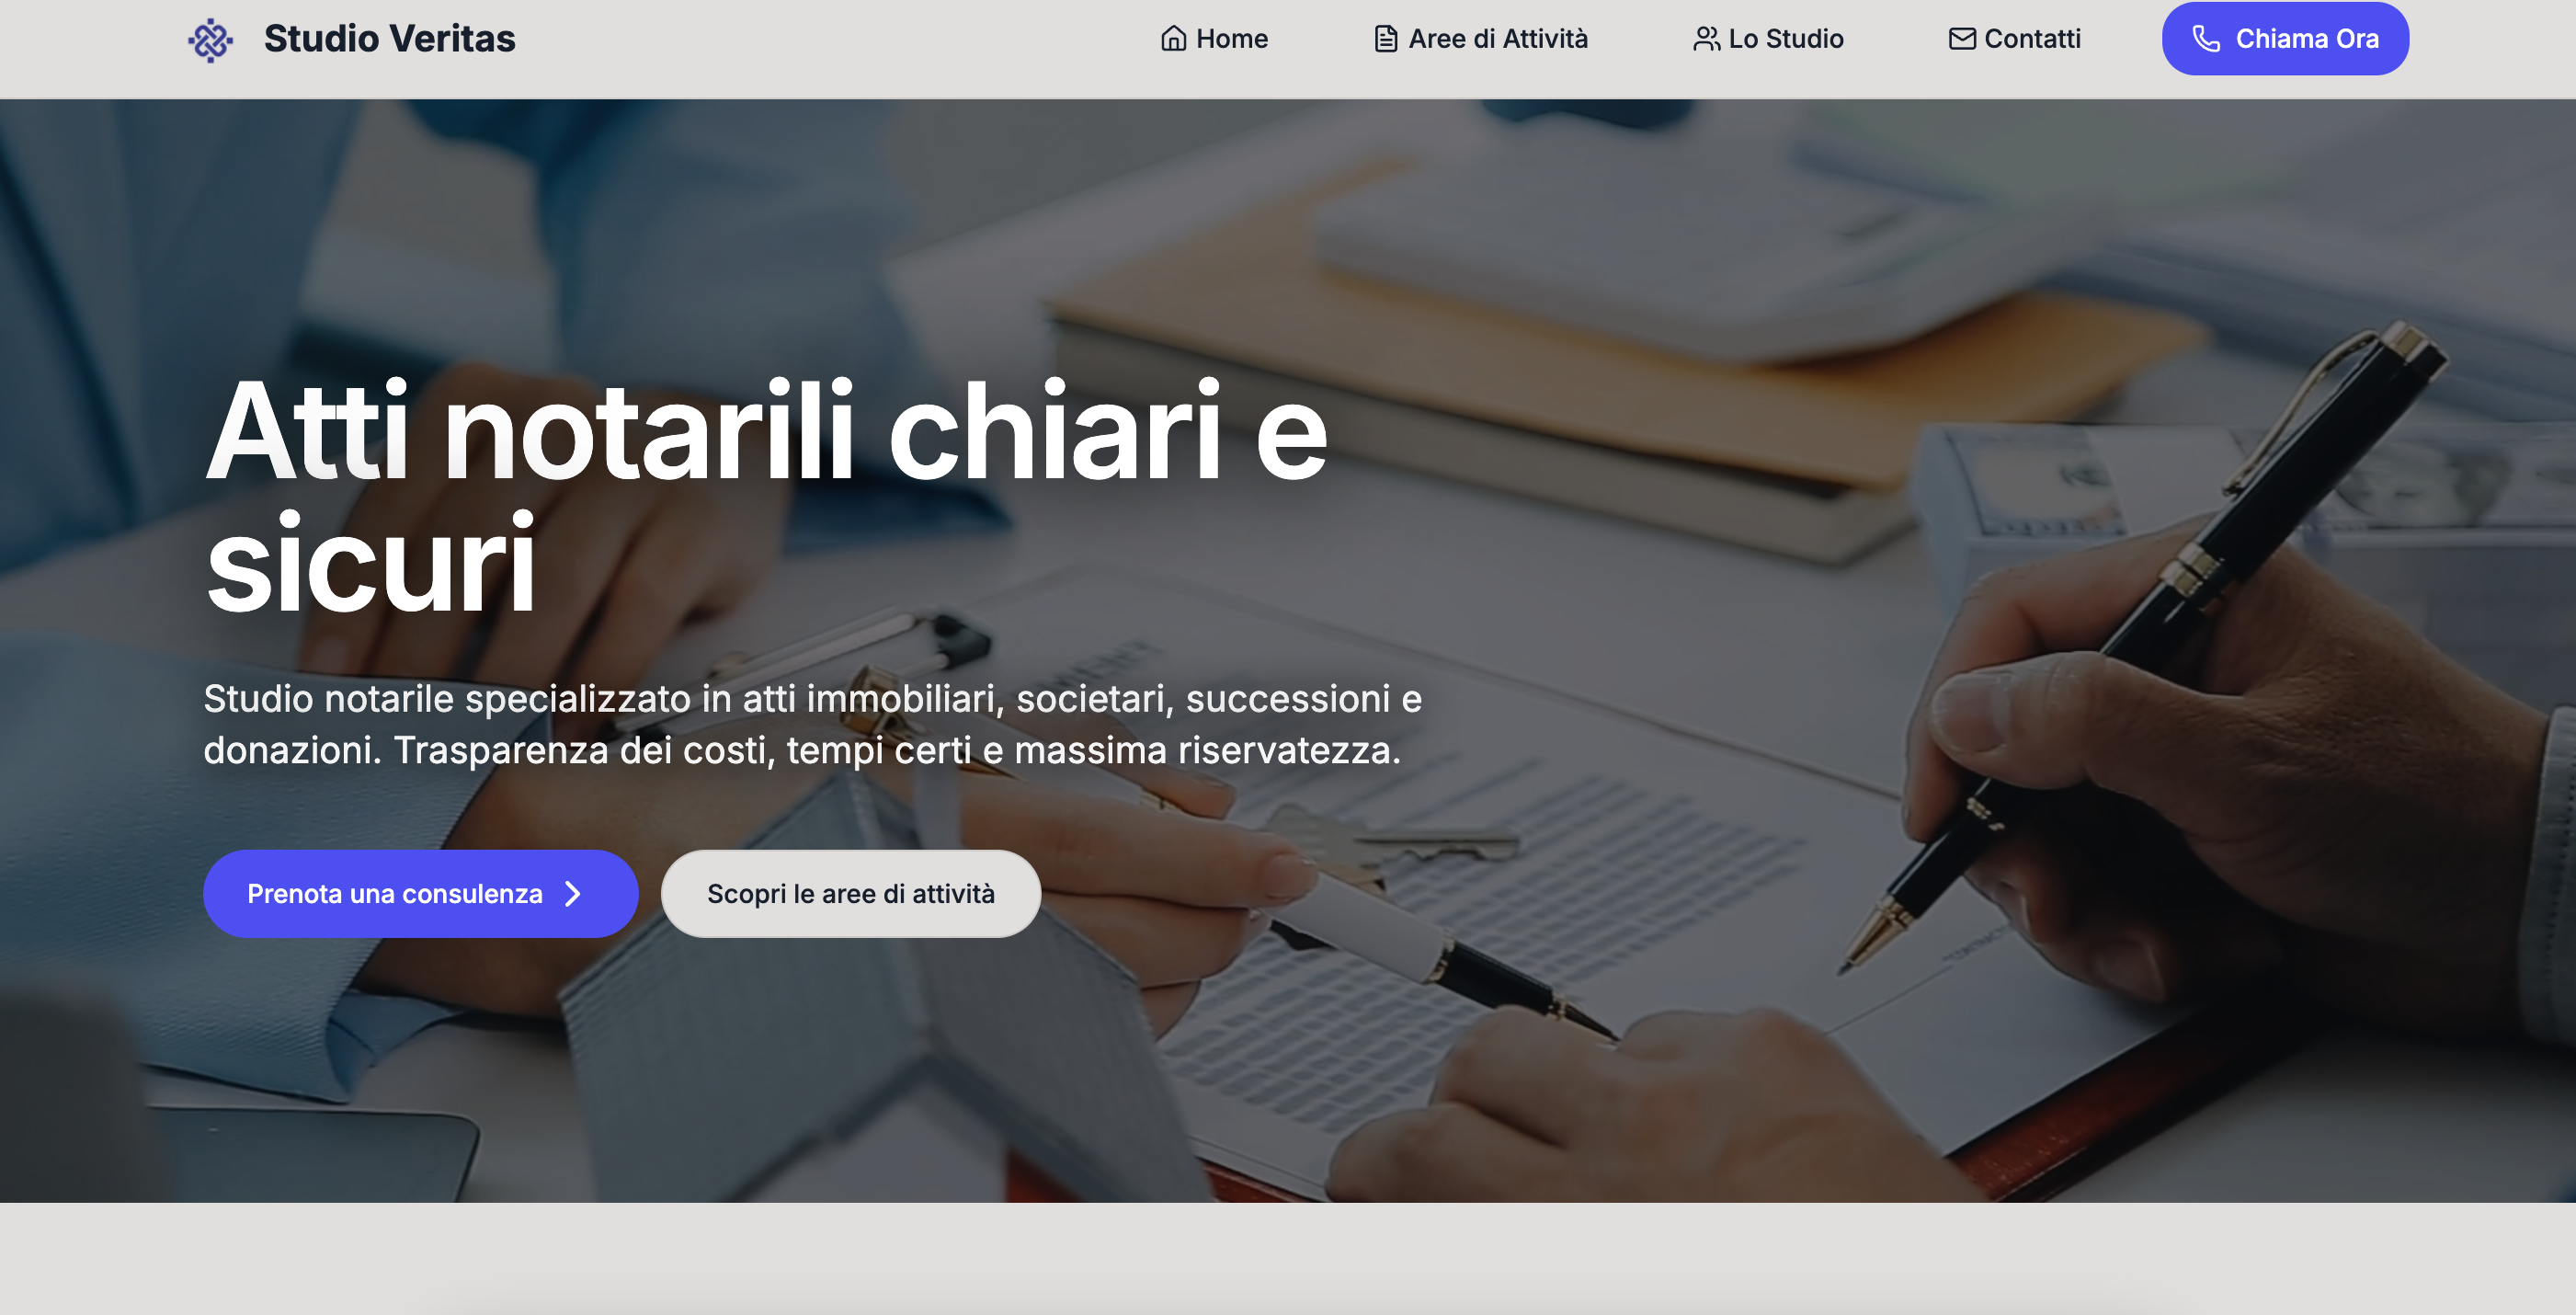 Studio Veritas
Home
Aree di Attività
Lo Studio
Contatti
Chiama Ora
Atti notarili chiari e
sicuri
Studio notarile specializzato in atti immobiliari, societari, successioni e
donazioni. Trasparenza dei costi, tempi certi e massima riservatezza.
Prenota una consulenza
Scopri le aree di attività